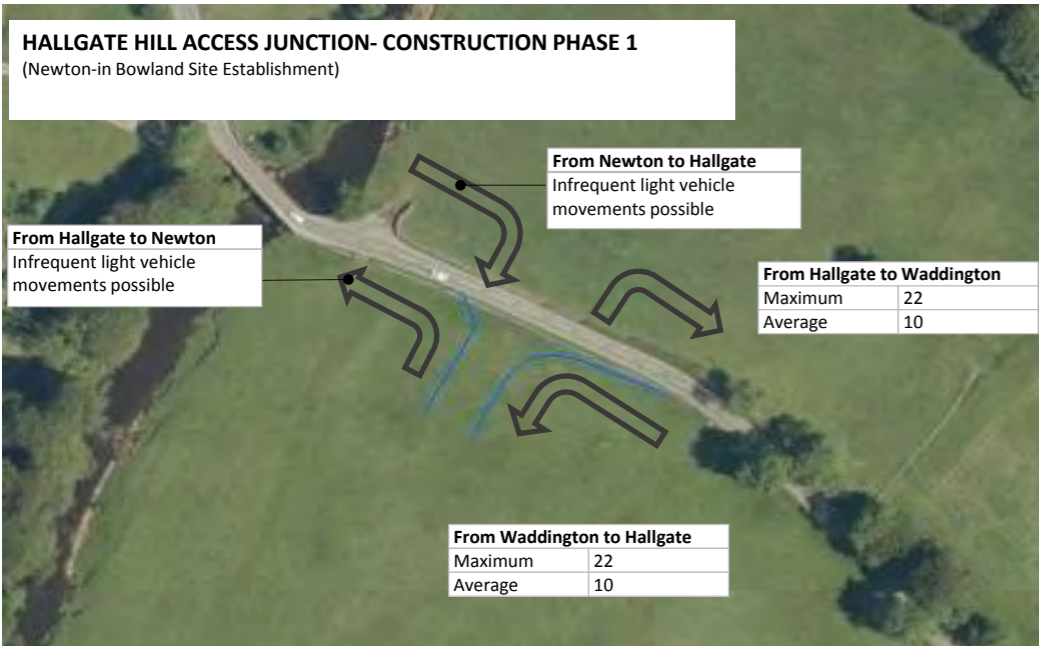 HALLGATE HILL ACCESS JUNCTION- CONSTRUCTION PHASE 1
(Newton-in Bowland Site Establishment)
From Newton to Hallgate
Infrequent light vehicle
movements possible
From Hallgate to Newton
Infrequent light vehicle
movements possible
From Hallgate to Waddington
Maximum 22
Average 10
From Waddington to Hallgate
Maximum 22
Average 10